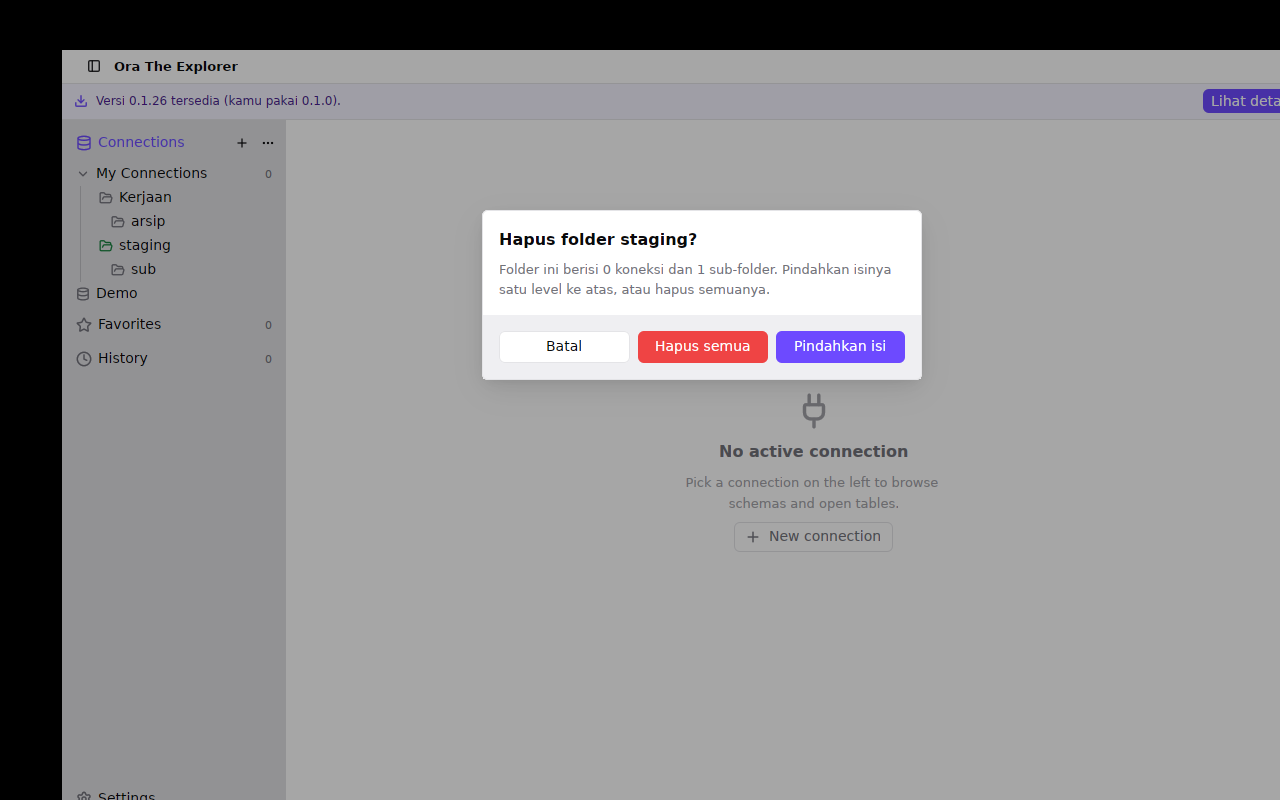 Ora The Explorer
Versi 0.1.26 tersedia (kamu pakai 0.1.0).
Lihat deta
Connections
My Connections 0
Kerjaan
arsip
staging
sub
Demo
Favorites 0
History 0
Settings
Hapus folder staging?
Folder ini berisi 0 koneksi dan 1 sub-folder. Pindahkan isinya
satu level ke atas, atau hapus semuanya.
Batal
Hapus semua
Pindahkan isi
No active connection
Pick a connection on the left to browse
schemas and open tables.
New connection